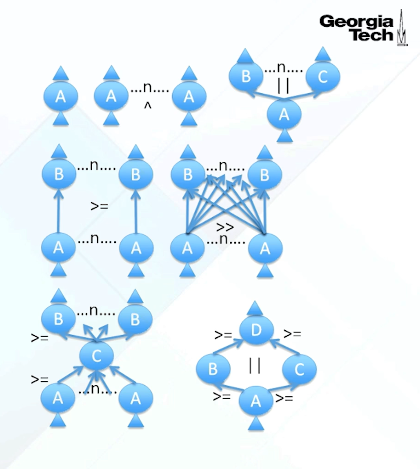 Georgia
Tech
A A ...n.... A
^
B ...n.... C
||
A
B ...n.... B
>=
A ...n.... A
B ...n.... B
>>
A ...n.... A
B ...n.... B
>=
C
>=
A ...n.... A
D
>= >=
B || C
>= >=
A